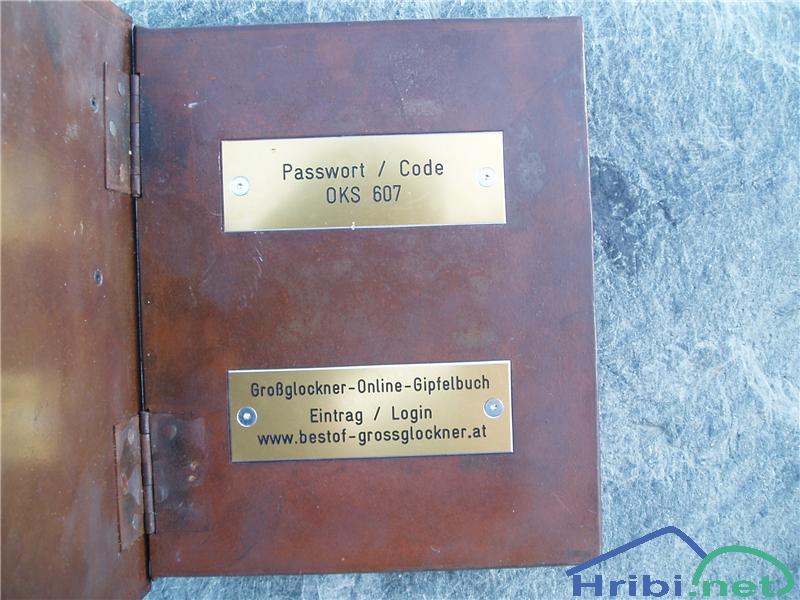 Passwort / Code
OKS 607
Großglockner-Online-Gipfelbuch
Eintrag / Login
www.bestof-grossglockner.at
Hribi.net